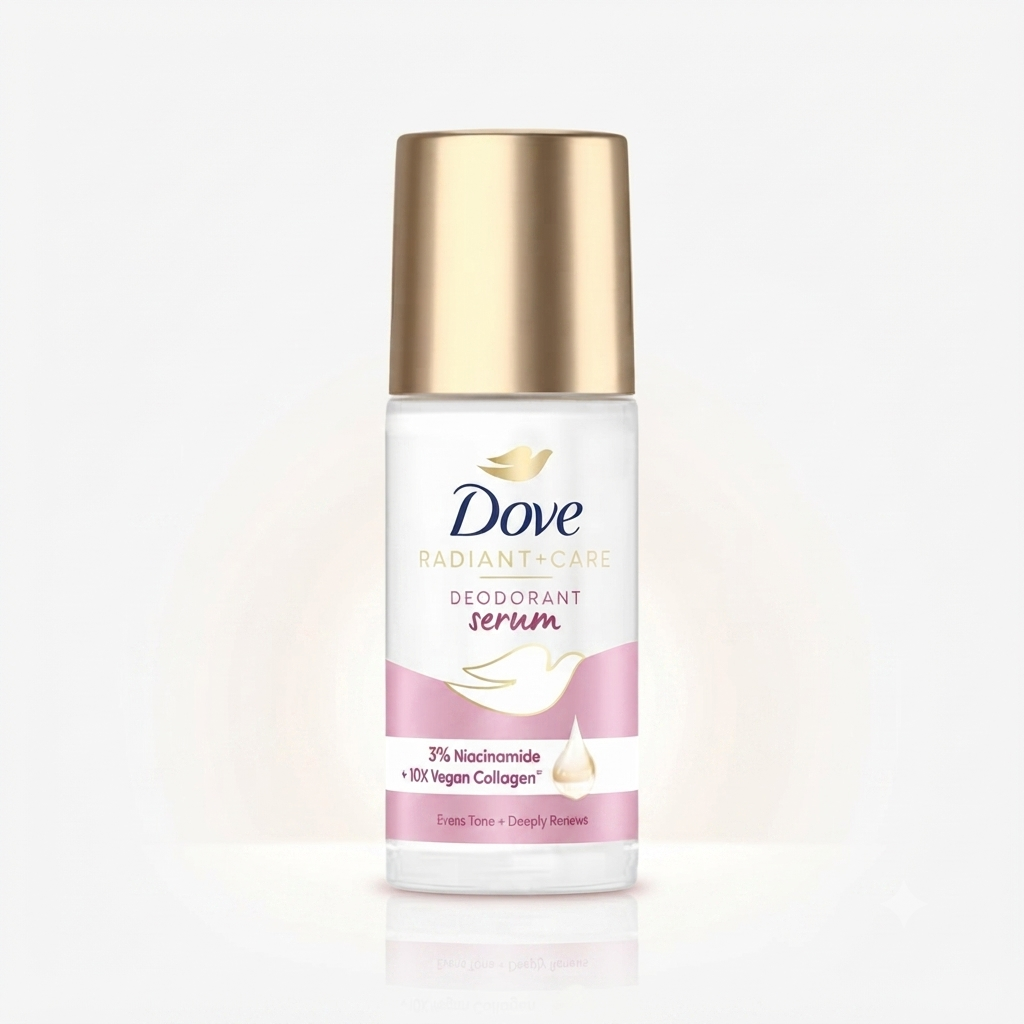 Dove
RADIANT+CARE
DEODORANT
serum
3% Niacinamide
+ 10X Vegan Collagen
Evens Tone + Deeply Renews